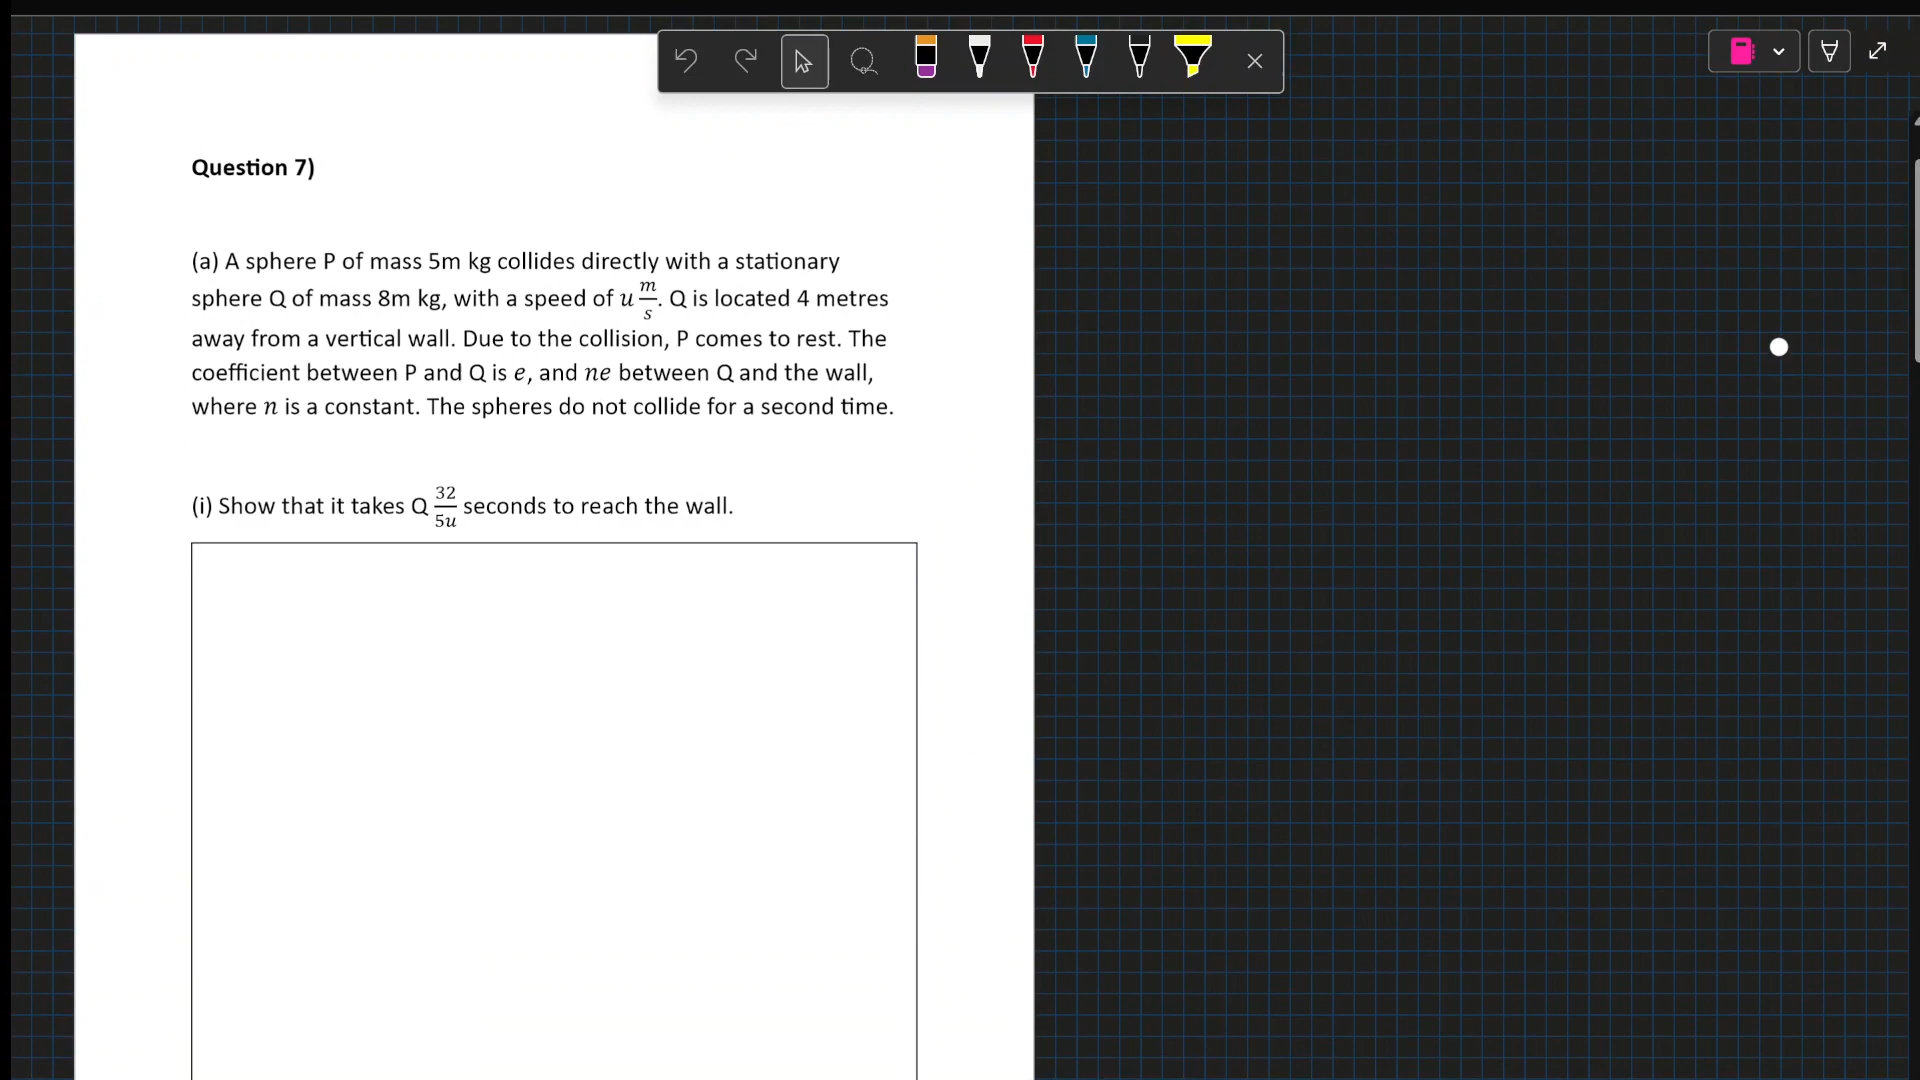 Question 7)
(a) A sphere P of mass 5m kg collides directly with a stationary
sphere Q of mass 8m kg, with a speed of u m/s. Q is located 4 metres
away from a vertical wall. Due to the collision, P comes to rest. The
coefficient between P and Q is e, and ne between Q and the wall,
where n is a constant. The spheres do not collide for a second time.
(i) Show that it takes Q 32/5u seconds to reach the wall.